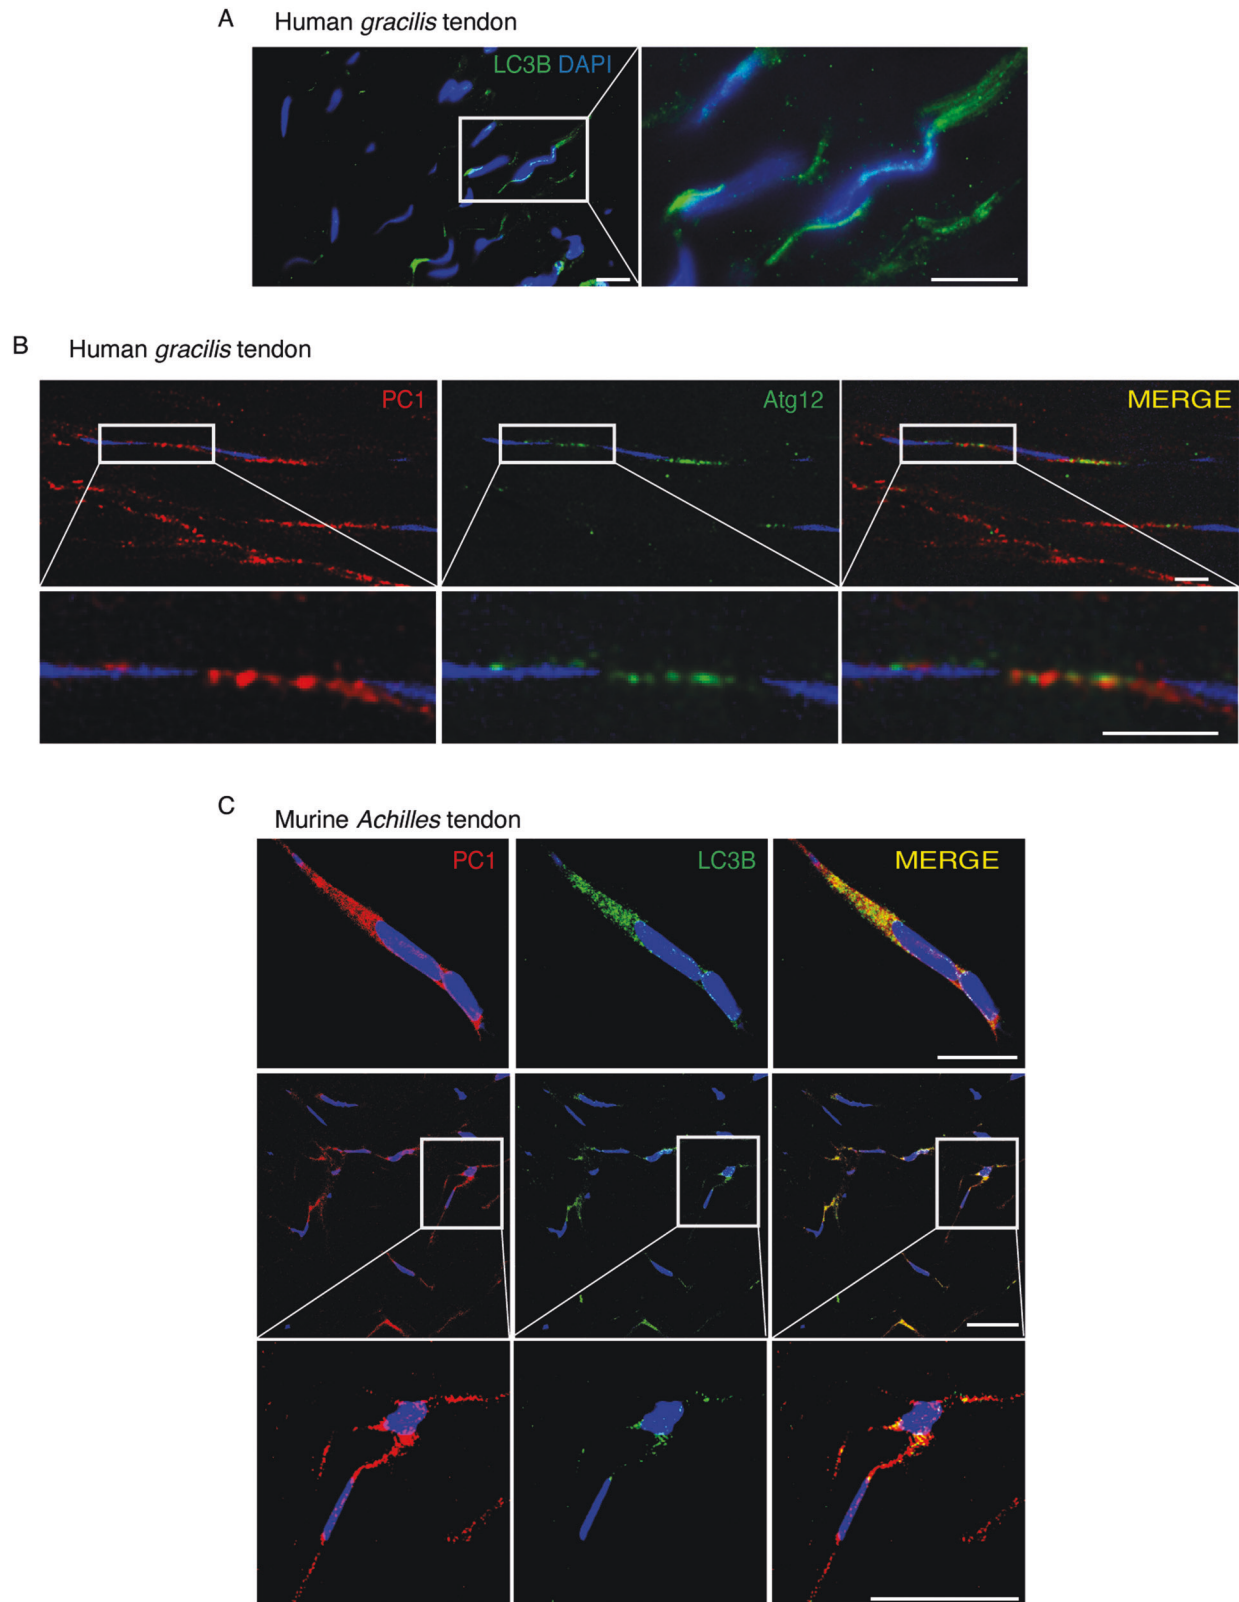 A
Human gracilis tendon
LC3B DAPI
B
Human gracilis tendon
PC1
Atg12
MERGE
C
Murine Achilles tendon
PC1
LC3B
MERGE